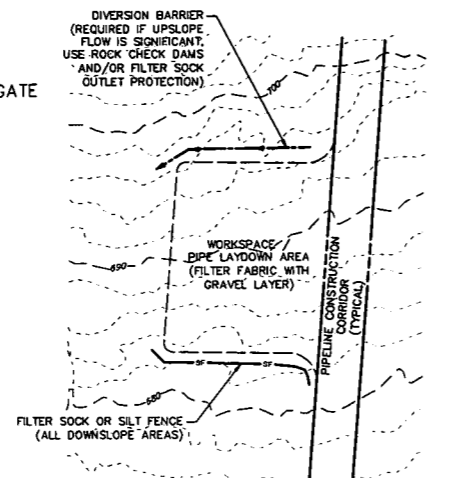 DIVERSION BARRIER
(REQUIRED IF UPSLOPE
FLOW IS SIGNIFICANT,
USE ROCK CHECK DAMS
AND/OR FILTER SOCK
OUTLET PROTECTION)
GATE
700
WORKSPACE
PIPE LAYDOWN AREA
(FILTER FABRIC WITH
GRAVEL LAYER)
690
PIPELINE CONSTRUCTION
CORRIDOR
(TYPICAL)
SF
SF
680
FILTER SOCK OR SILT FENCE
(ALL DOWNSLOPE AREAS)